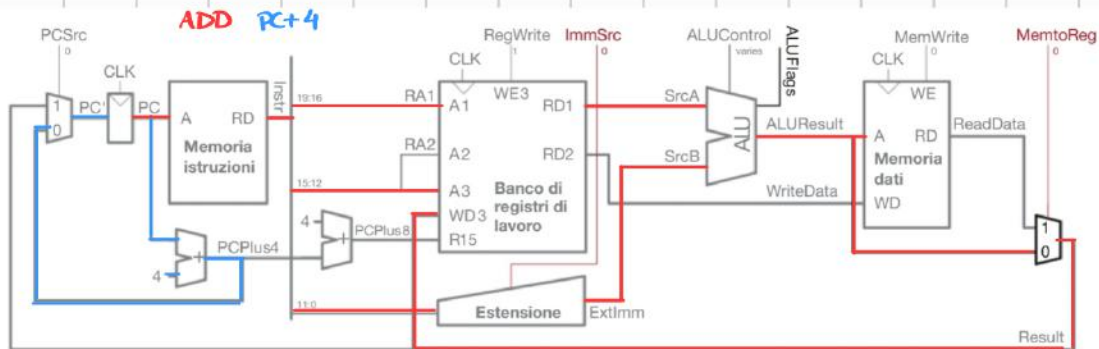 ADD PC+4
PCSrc
0
RegWrite
1
ImmSrc
0
ALUControl
varies
ALUFlags
MemWrite
0
MemtoReg
0
CLK
CLK
CLK
1
0
PC'
PC
A RD
Memoria
istruzioni
Instr
19:16
RA1
RA2
15:12
A1
A2
A3
WD3
R15
WE3
RD1
RD2
Banco di
registri di
lavoro
SrcA
SrcB
ALU
ALUResult
WriteData
WE
A RD
Memoria
dati
WD
ReadData
1
0
4
+
PCPlus4
4
+
PCPlus8
11:0
Estensione
ExtImm
Result